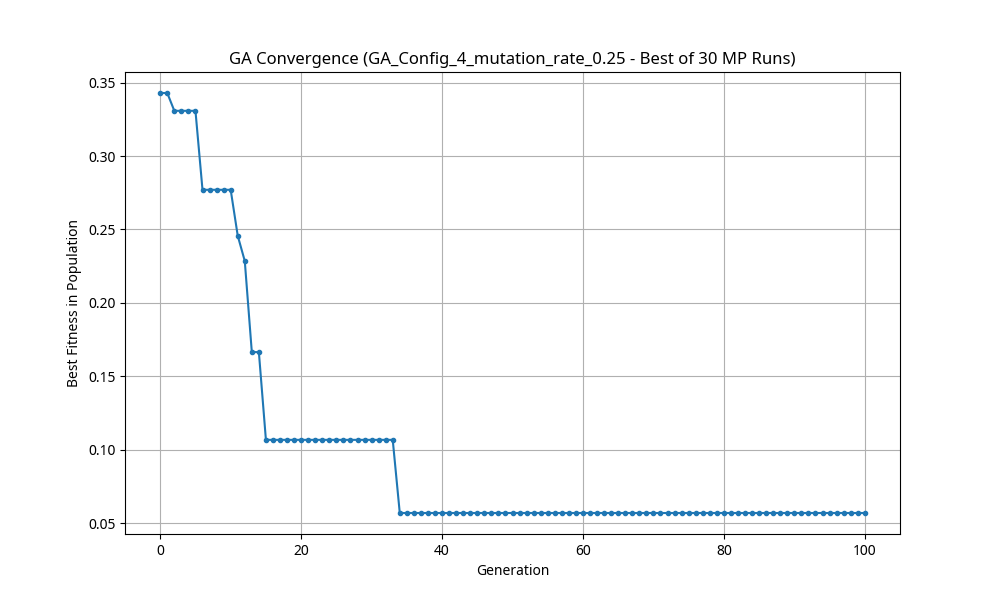 GA Convergence (GA_Config_4_mutation_rate_0.25 - Best of 30 MP Runs)
Best Fitness in Population
0.35
0.30
0.25
0.20
0.15
0.10
0.05
0 20 40 60 80 100
Generation